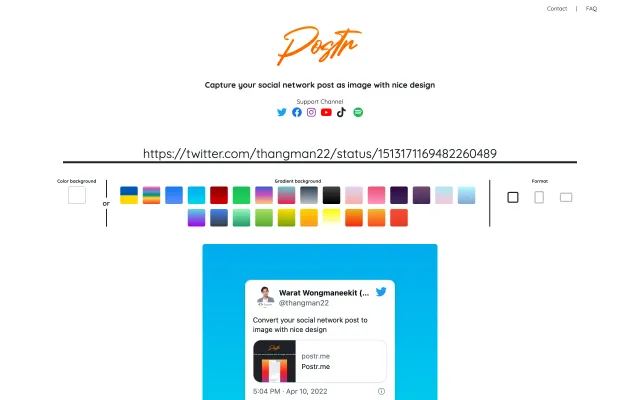 Contact | FAQ
Postr
Capture your social network post as image with nice design
Support Channel
https://twitter.com/thangman22/status/1513171169482260489
Color background
Gradient background
Format
or
Warat Wongmaneekit (...
@thangman22
Convert your social network post to
image with nice design
postr.me
Postr.me
5:04 PM · Apr 10, 2022